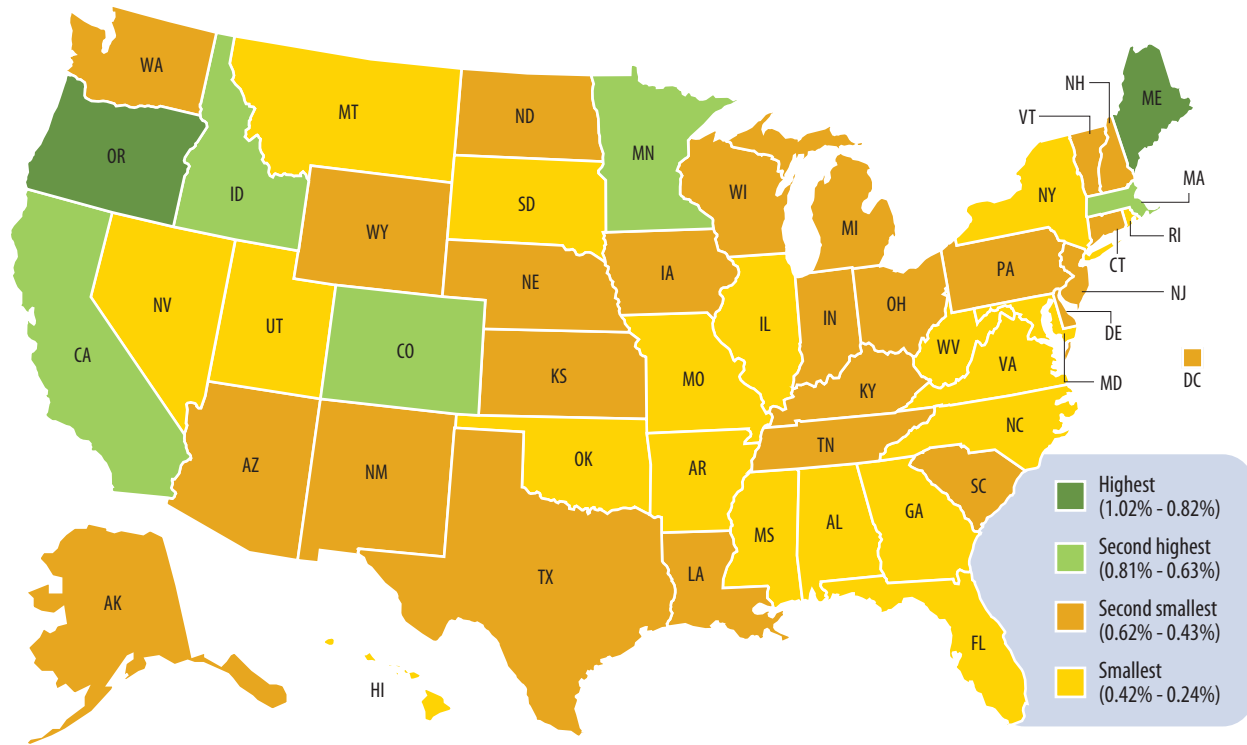 WA
MT
ND
MN
NH
ME
VT
OR
ID
WY
SD
WI
MI
NY
MA
RI
CT
NV
UT
CO
NE
IA
IL
IN
OH
PA
NJ
DE
MD
DC
CA
KS
MO
KY
WV
VA
AZ
NM
OK
AR
TN
NC
SC
TX
LA
MS
AL
GA
FL
AK
HI
Highest
(1.02% - 0.82%)
Second highest
(0.81% - 0.63%)
Second smallest
(0.62% - 0.43%)
Smallest
(0.42% - 0.24%)